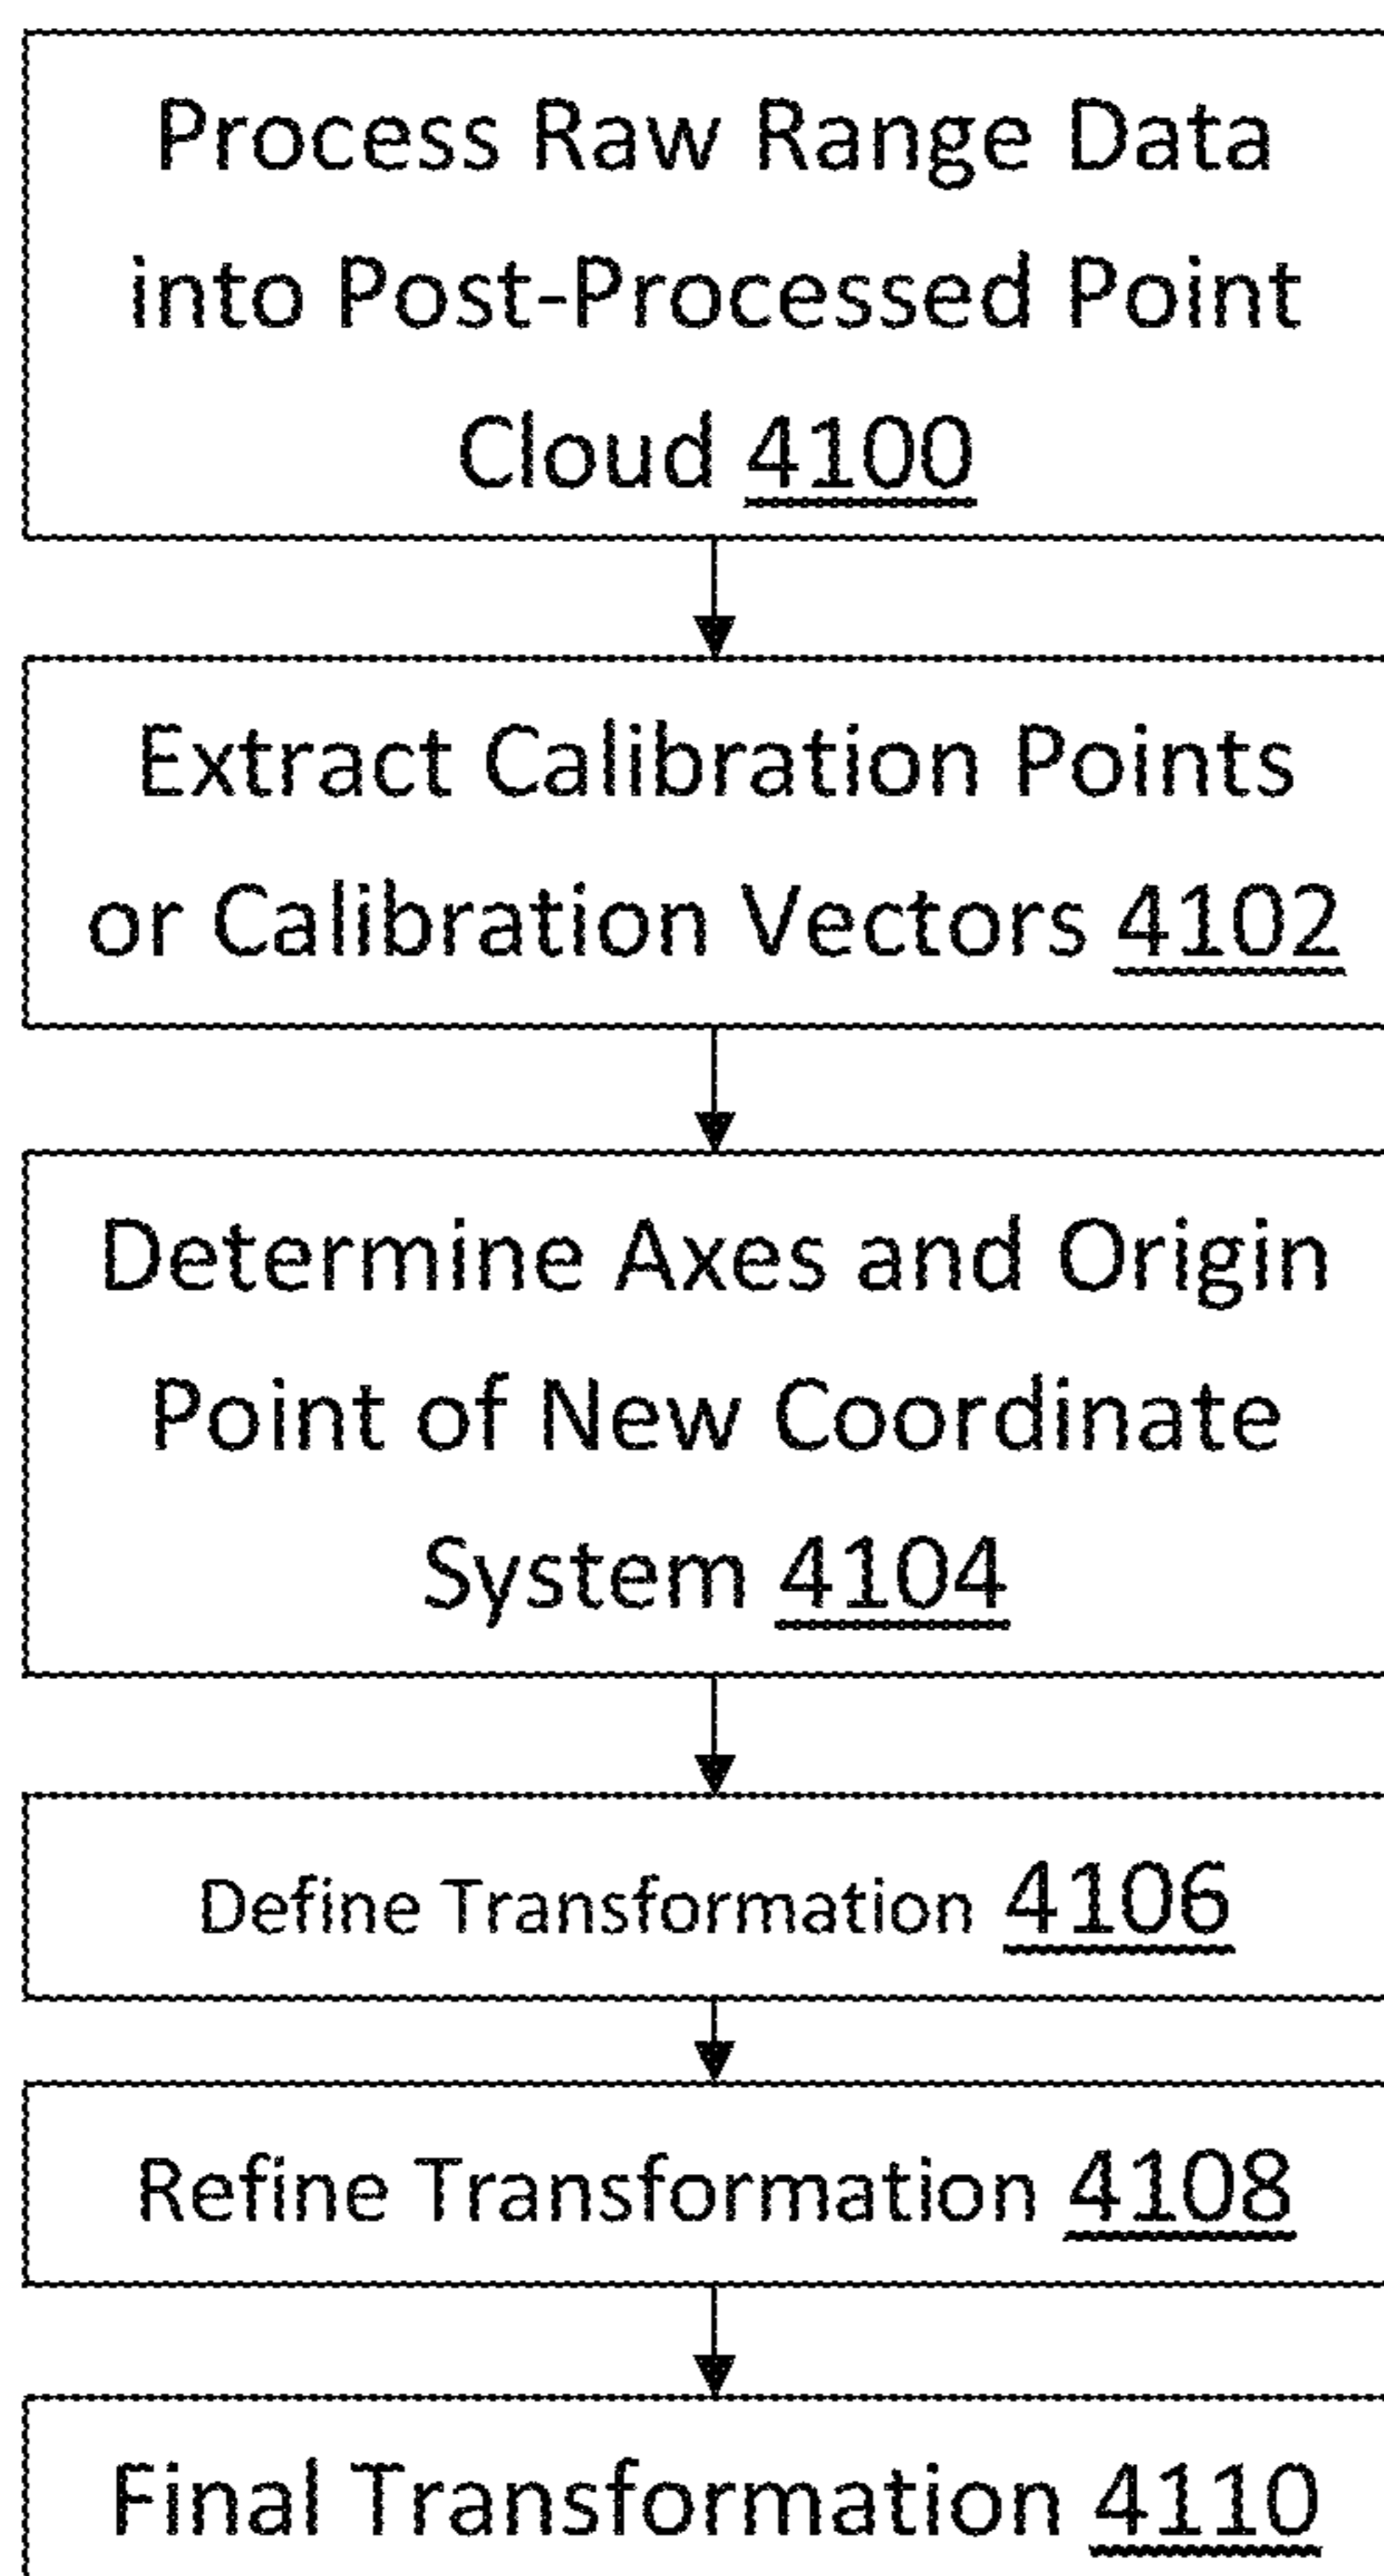 Process Raw Range Data
into Post-Processed Point
Cloud 4100
Extract Calibration Points
or Calibration Vectors 4102
Determine Axes and Origin
Point of New Coordinate
System 4104
Define Transformation 4106
Refine Transformation 4108
Final Transformation 4110